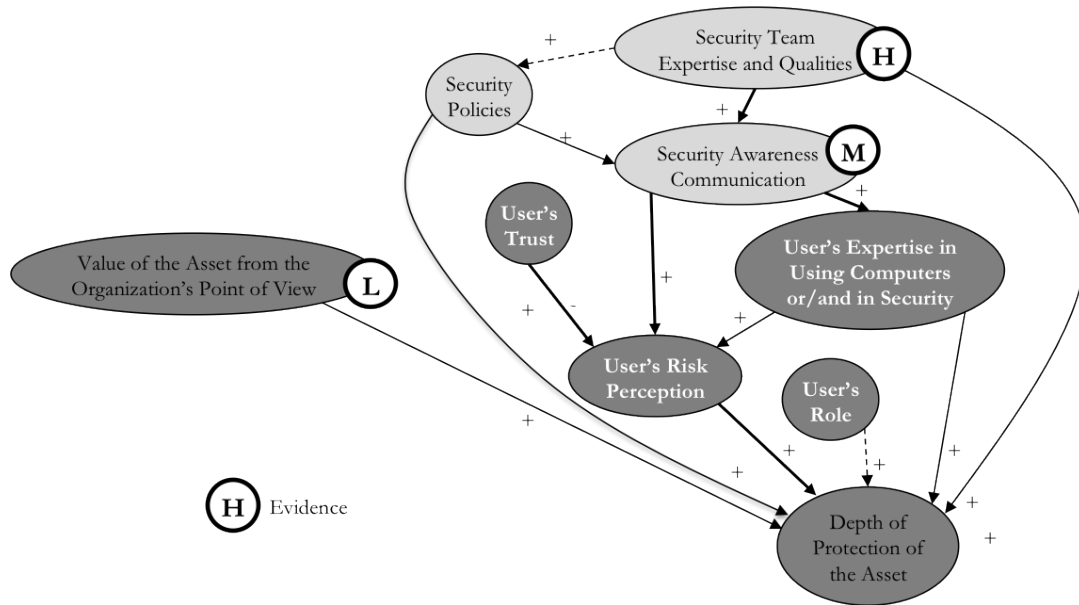 +
Security Team
Expertise and Qualities
H
Security
Policies
+
+
Security Awareness
Communication
M
+
User's
Trust
User's Expertise in
Using Computers
or/and in Security
Value of the Asset from the
Organization's Point of View
L
+
+
-
+
User's Risk
Perception
User's
Role
+
+
+
+
+
+
+
Depth of
Protection of
the Asset
H
Evidence